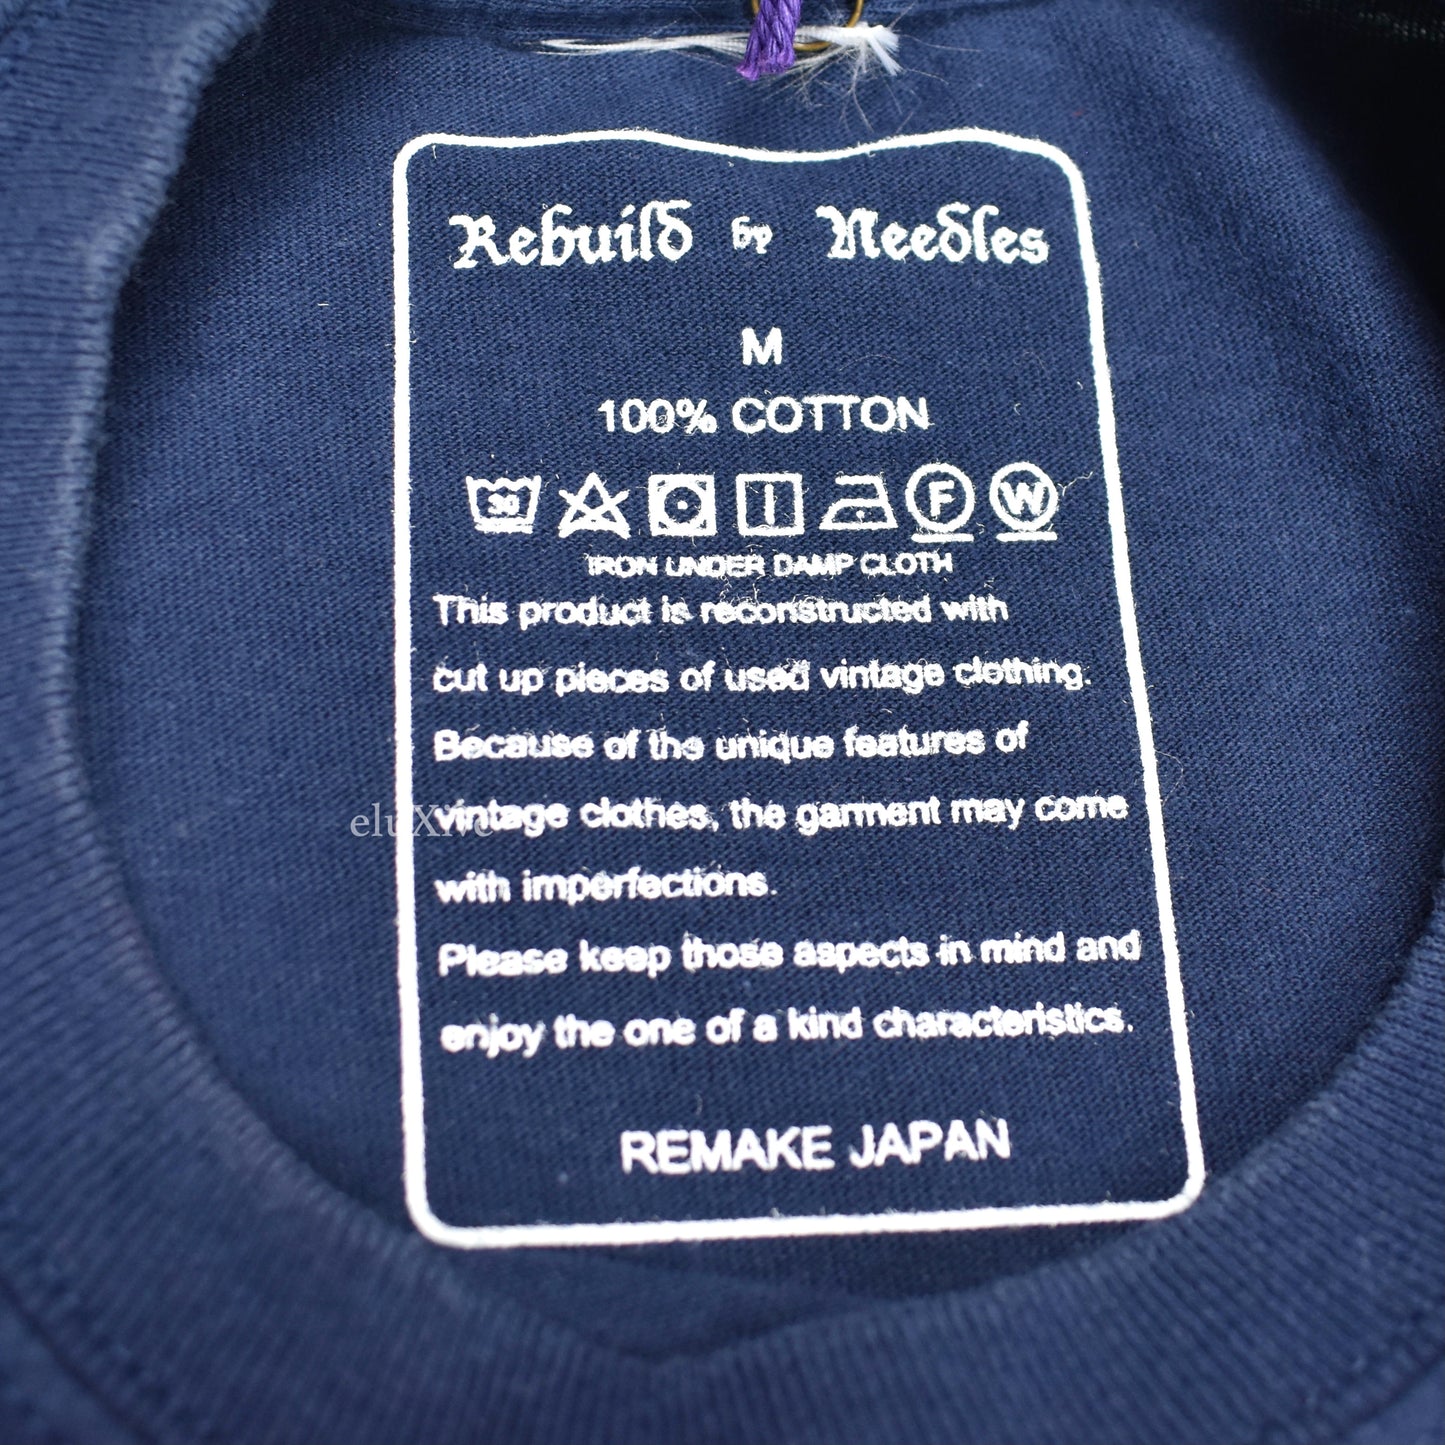 Rebuild by Needles
M
100% COTTON
30 F W
IRON UNDER DAMP CLOTH
This product is reconstructed with
cut up pieces of used vintage clothing.
Because of the unique features of
vintage clothes, the garment may come
with imperfections.
Please keep those aspects in mind and
enjoy the one of a kind characteristics.
REMAKE JAPAN